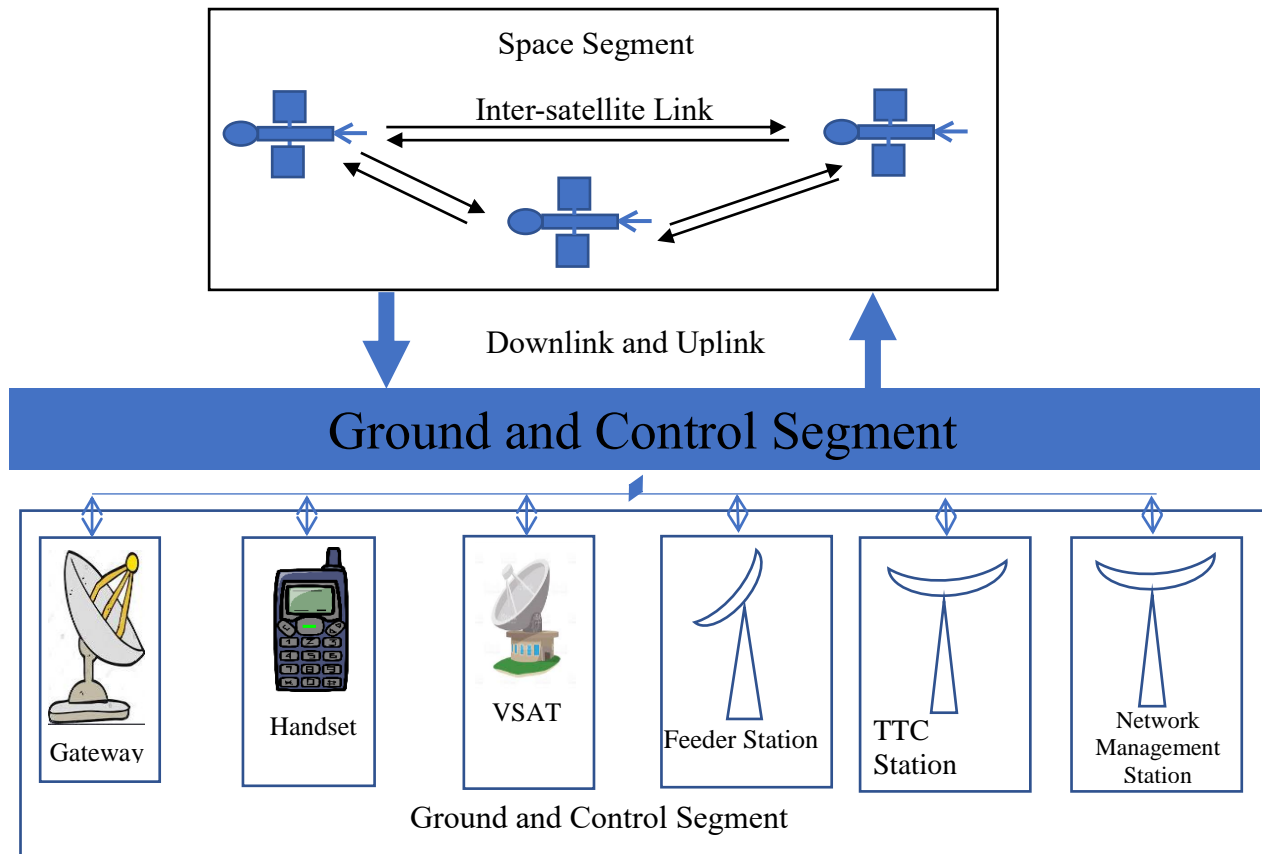 Space Segment
Inter-satellite Link
Downlink and Uplink
Ground and Control Segment
Gateway
Handset
VSAT
Feeder Station
TTC
Station
Network
Management
Station
Ground and Control Segment